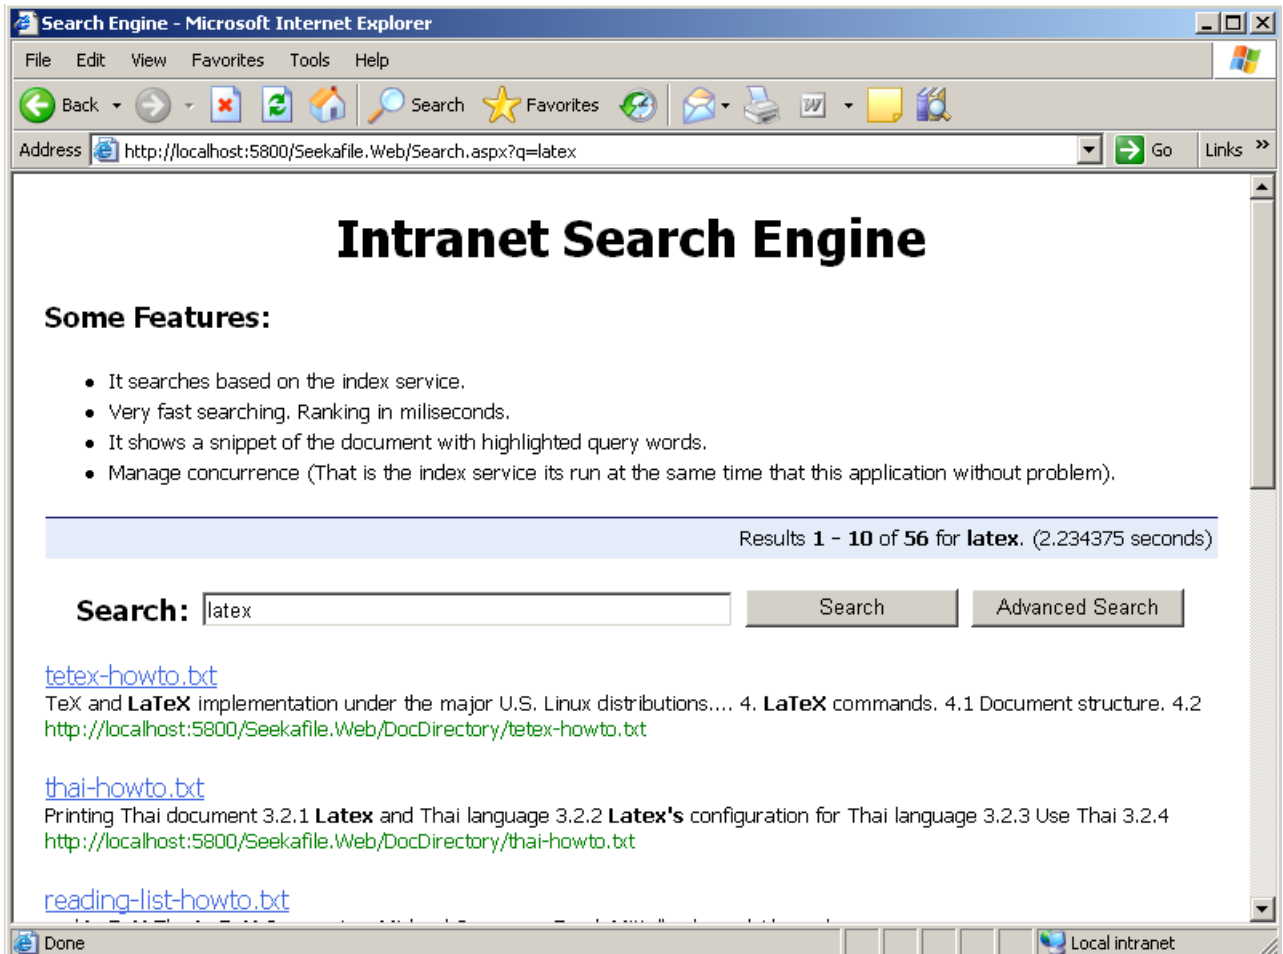 Search Engine - Microsoft Internet Explorer
File Edit View Favorites Tools Help
Back Search Favorites
Address http://localhost:5800/Seekafile.Web/Search.aspx?q=latex Go Links »
Intranet Search Engine
Some Features:
• It searches based on the index service.
• Very fast searching. Ranking in miliseconds.
• It shows a snippet of the document with highlighted query words.
• Manage concurrence (That is the index service its run at the same time that this application without problem).
Results 1 - 10 of 56 for latex. (2.234375 seconds)
Search: latex Search Advanced Search
tetex-howto.txt
TeX and LaTeX implementation under the major U.S. Linux distributions.... 4. LaTeX commands. 4.1 Document structure. 4.2
http://localhost:5800/Seekafile.Web/DocDirectory/tetex-howto.txt
thai-howto.txt
Printing Thai document 3.2.1 Latex and Thai language 3.2.2 Latex's configuration for Thai language 3.2.3 Use Thai 3.2.4
http://localhost:5800/Seekafile.Web/DocDirectory/thai-howto.txt
reading-list-howto.txt
Done Local intranet